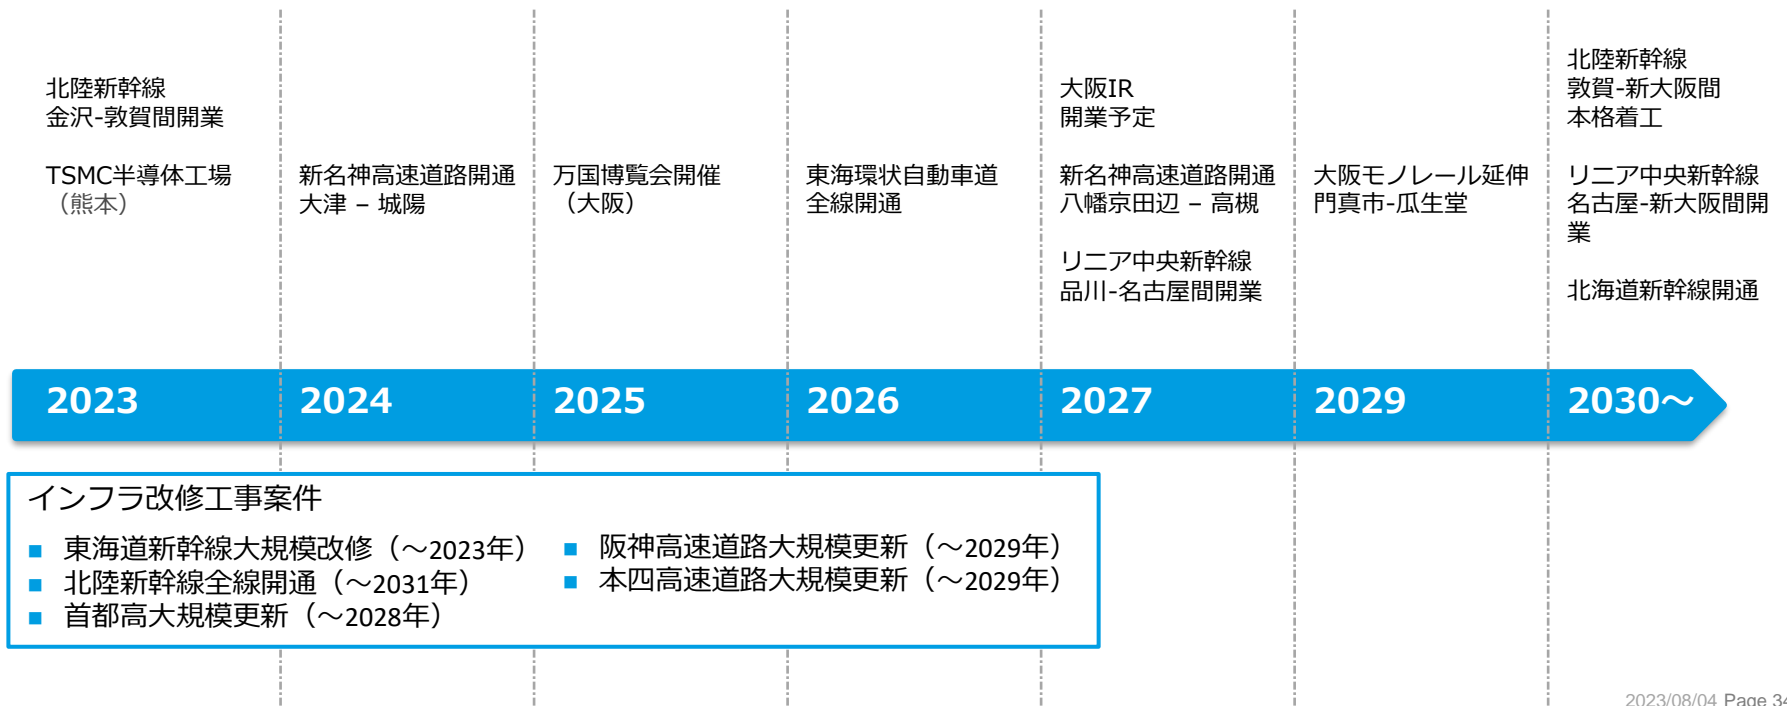 北陸新幹線
金沢-敦賀間開業
TSMC半導体工場
（熊本）
新名神高速道路開通
大津 – 城陽
万国博覧会開催
（大阪）
東海環状自動車道
全線開通
大阪IR
開業予定
新名神高速道路開通
八幡京田辺 – 高槻
リニア中央新幹線
品川-名古屋間開業
大阪モノレール延伸
門真市-瓜生堂
北陸新幹線
敦賀-新大阪間
本格着工
リニア中央新幹線
名古屋-新大阪間開
業
北海道新幹線開通
2023
2024
2025
2026
2027
2029
2030～
インフラ改修工事案件
■ 東海道新幹線大規模改修（～2023年）
■ 北陸新幹線全線開通（～2031年）
■ 首都高大規模更新（～2028年）
■ 阪神高速道路大規模更新（～2029年）
■ 本四高速道路大規模更新（～2029年）
2023/08/04 Page 34